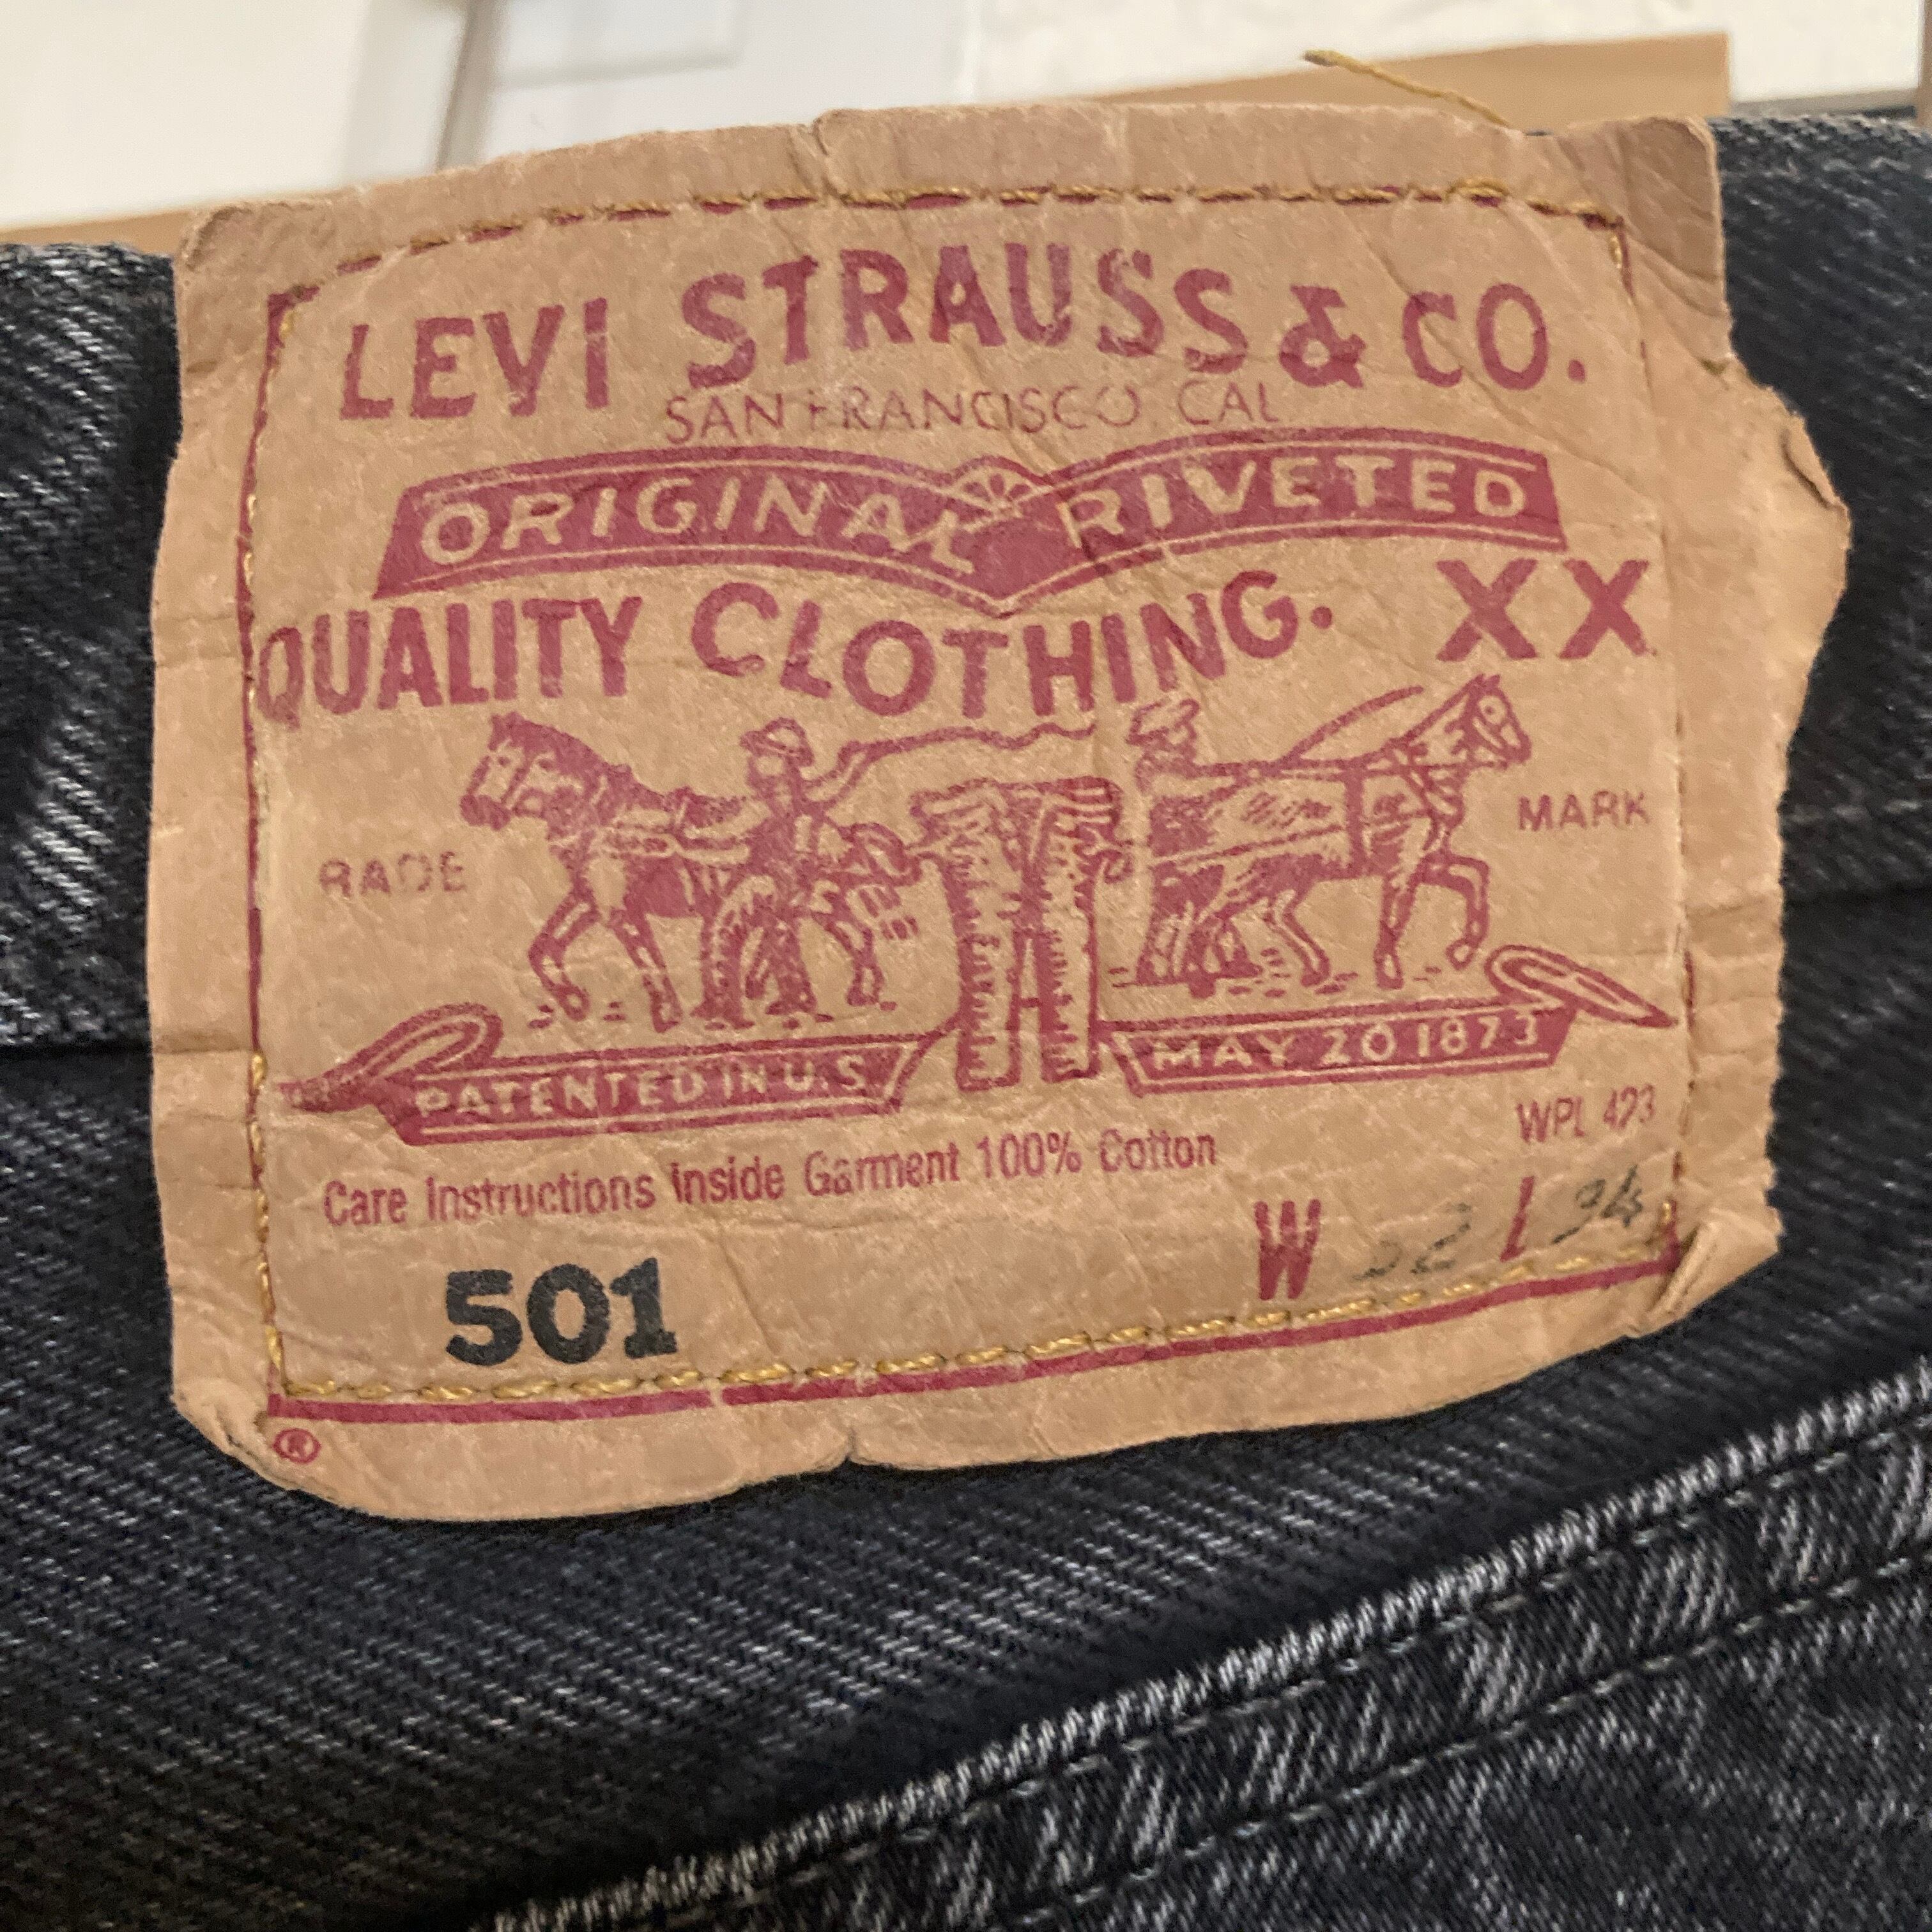 LEVI STRAUSS & CO.
SAN FRANCISCO, CAL
ORIGINAL RIVETED
QUALITY CLOTHING. XX
RADE MARK
PATENTED IN U.S MAY 20 1873
WPL 423
Care Instructions Inside Garment 100% Cotton
501 W L 34
®